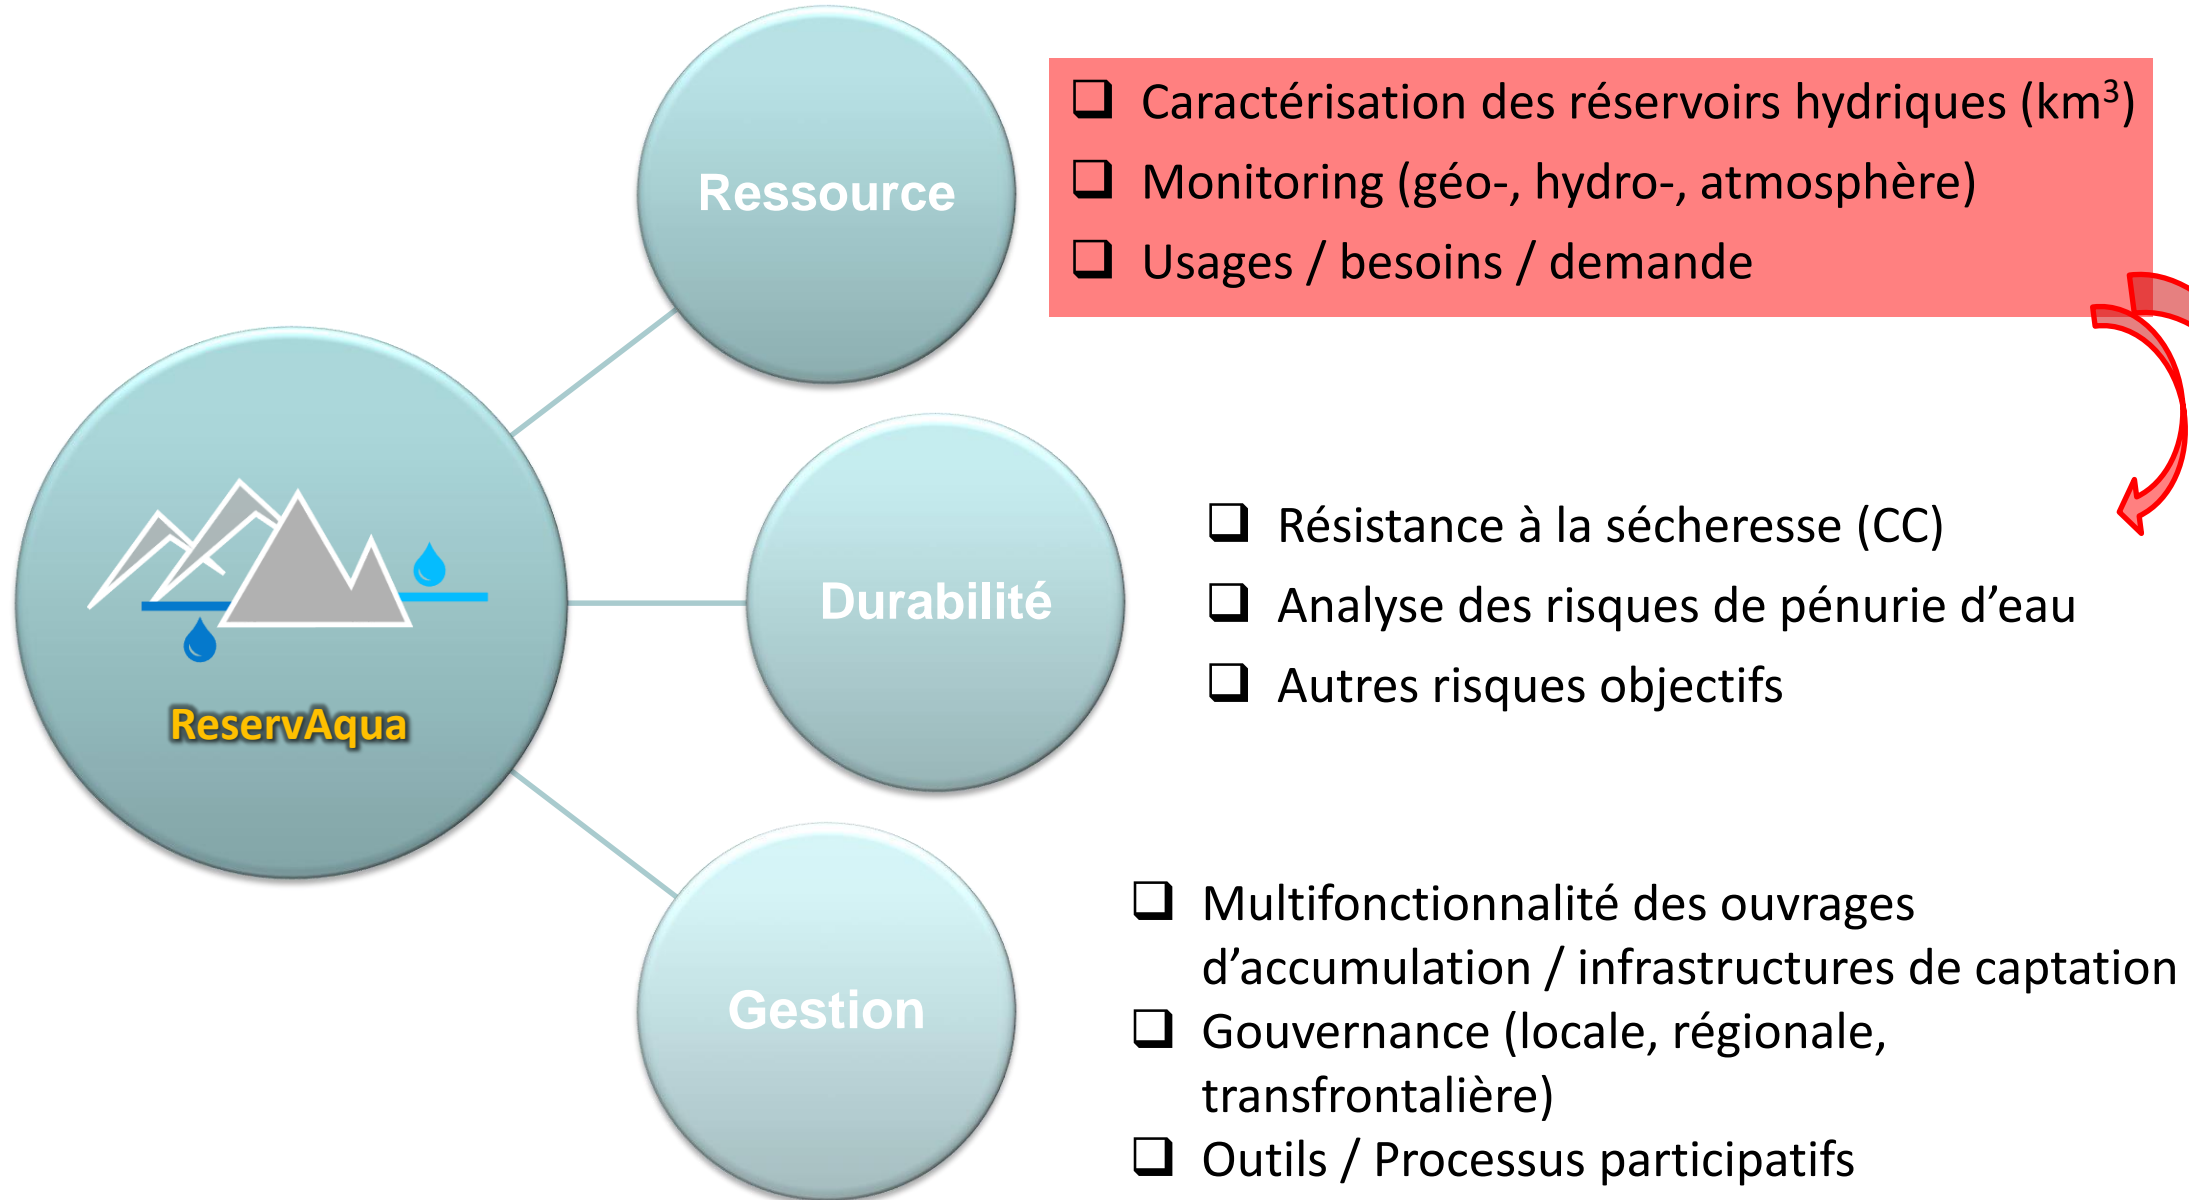 Ressource
❑ Caractérisation des réservoirs hydriques (km³)
❑ Monitoring (géo-, hydro-, atmosphère)
❑ Usages / besoins / demande
ReservAqua
Durabilité
❑ Résistance à la sécheresse (CC)
❑ Analyse des risques de pénurie d’eau
❑ Autres risques objectifs
Gestion
❑ Multifonctionnalité des ouvrages
d’accumulation / infrastructures de captation
❑ Gouvernance (locale, régionale,
transfrontalière)
❑ Outils / Processus participatifs